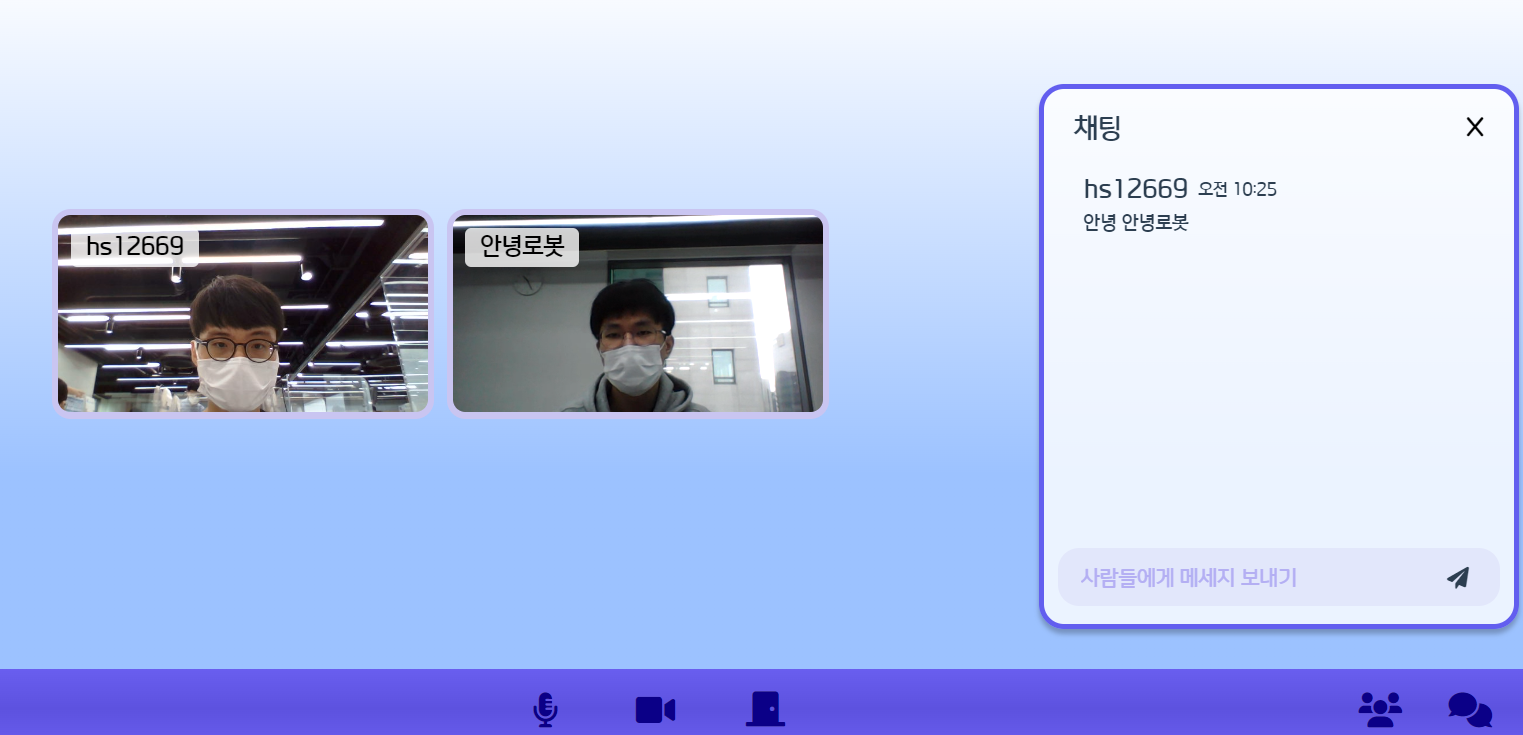 hs12669
안녕로봇
채팅
X
hs12669 오전 10:25
안녕 안녕로봇
사람들에게 메세지 보내기